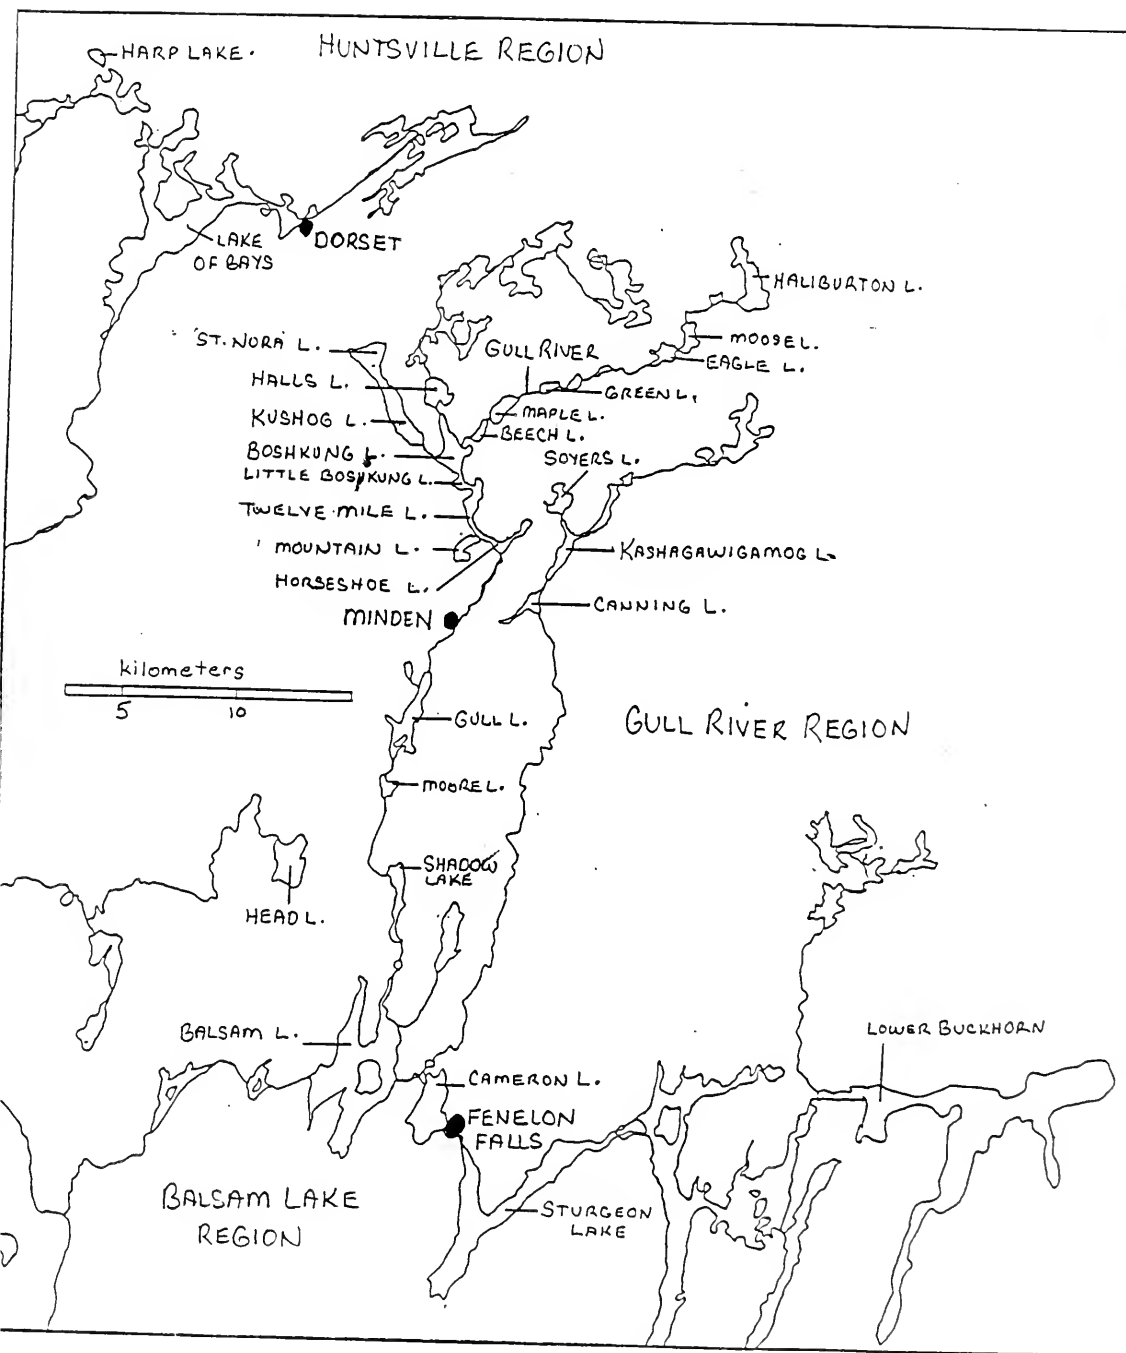 HARP LAKE.
HUNTSVILLE REGION
LAKE
OF BAYS
DORSET
HALIBURTON L.
'ST. NORA' L.
GULL RIVER
MOOSE L.
EAGLE L.
HALLS L.
GREEN L.
KUSHOG L.
MAPLE L.
BEECH L.
BOSHKUNG L.
SOYERS L.
LITTLE BOSHKUNG L.
TWELVE MILE L.
MOUNTAIN L.
KASHAGAWIGAMOG L.
HORSESHOE L.
CANNING L.
MINDEN
kilometers
5 10
GULL L.
GULL RIVER REGION
MOORE L.
SHADOW
LAKE
HEAD L.
BALSAM L.
LOWER BUCKHORN
CAMERON L.
FENELON
FALLS
BALSAM LAKE
REGION
STURGEON
LAKE